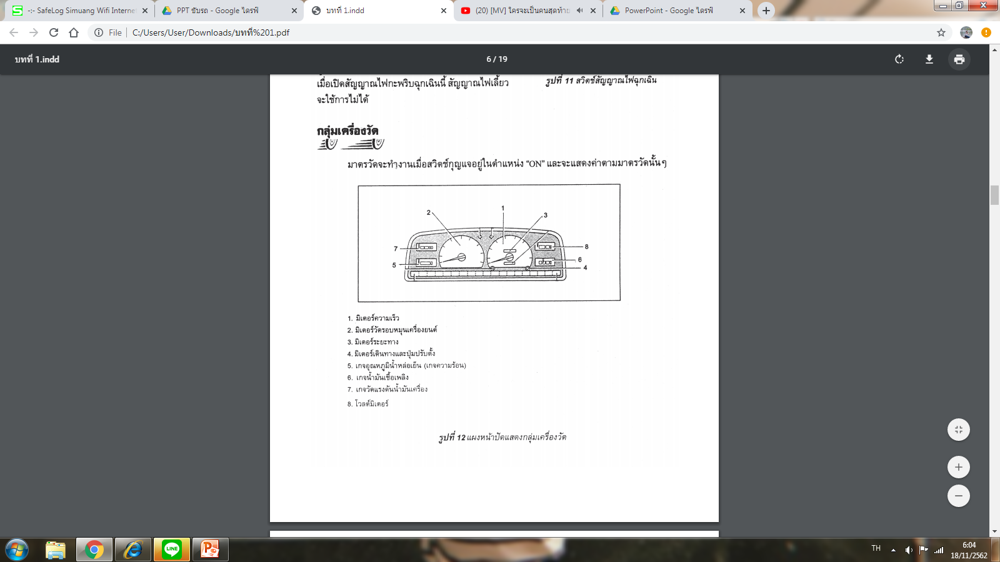 -:- SafeLog Simuang Wifi Interne
PPT ขับรถ - Google ไดรฟ์
บทที่ 1.indd
(20) [MV] ใครจะเป็นคนสุดท้าย
PowerPoint - Google ไดรฟ์
File
C:/Users/User/Downloads/บทที่%201.pdf
บทที่ 1.indd
6 / 19
เมื่อเปิดสัญญาณไฟกะพริบฉุกเฉินนี้ สัญญาณไฟเลี้ยว
รูปที่ 11 สวิตซ์สัญญาณไฟฉุกเฉิน
จะใช้การไม่ได้
กลุ่มเครื่องวัด
มาตรวัดจะทำงานเมื่อสวิตช์กุญแจอยู่ในตำแหน่ง “ON” และจะแสดงค่าตามมาตรวัดนั้นๆ
2
1
3
7
8
5
6
4
1. มิเตอร์ความเร็ว
2. มิเตอร์วัดรอบหมุนเครื่องยนต์
3. มิเตอร์ระยะทาง
4. มิเตอร์เดินทางและปุ่มปรับตั้ง
5. เกจอุณหภูมิน้ำหล่อเย็น (เกจความร้อน)
6. เกจน้ำมันเชื้อเพลิง
7. เกจวัดแรงดันน้ำมันเครื่อง
8. โวลต์มิเตอร์
รูปที่ 12 แผงหน้าปัดแสดงกลุ่มเครื่องวัด
LINE
TH
6:04
18/11/2562